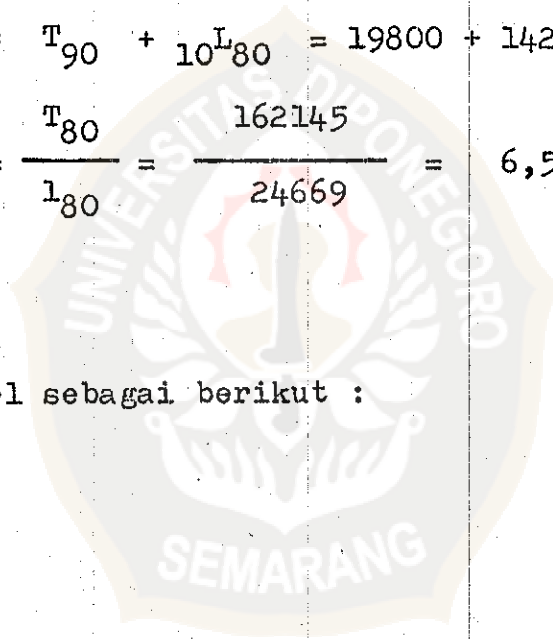 = T90 + 10L80 = 19800 + 142
= T80 / l80 = 162145 / 24669 = 6,5
l sebagai berikut :
UNIVERSITAS DIPONEGORO
SEMARANG